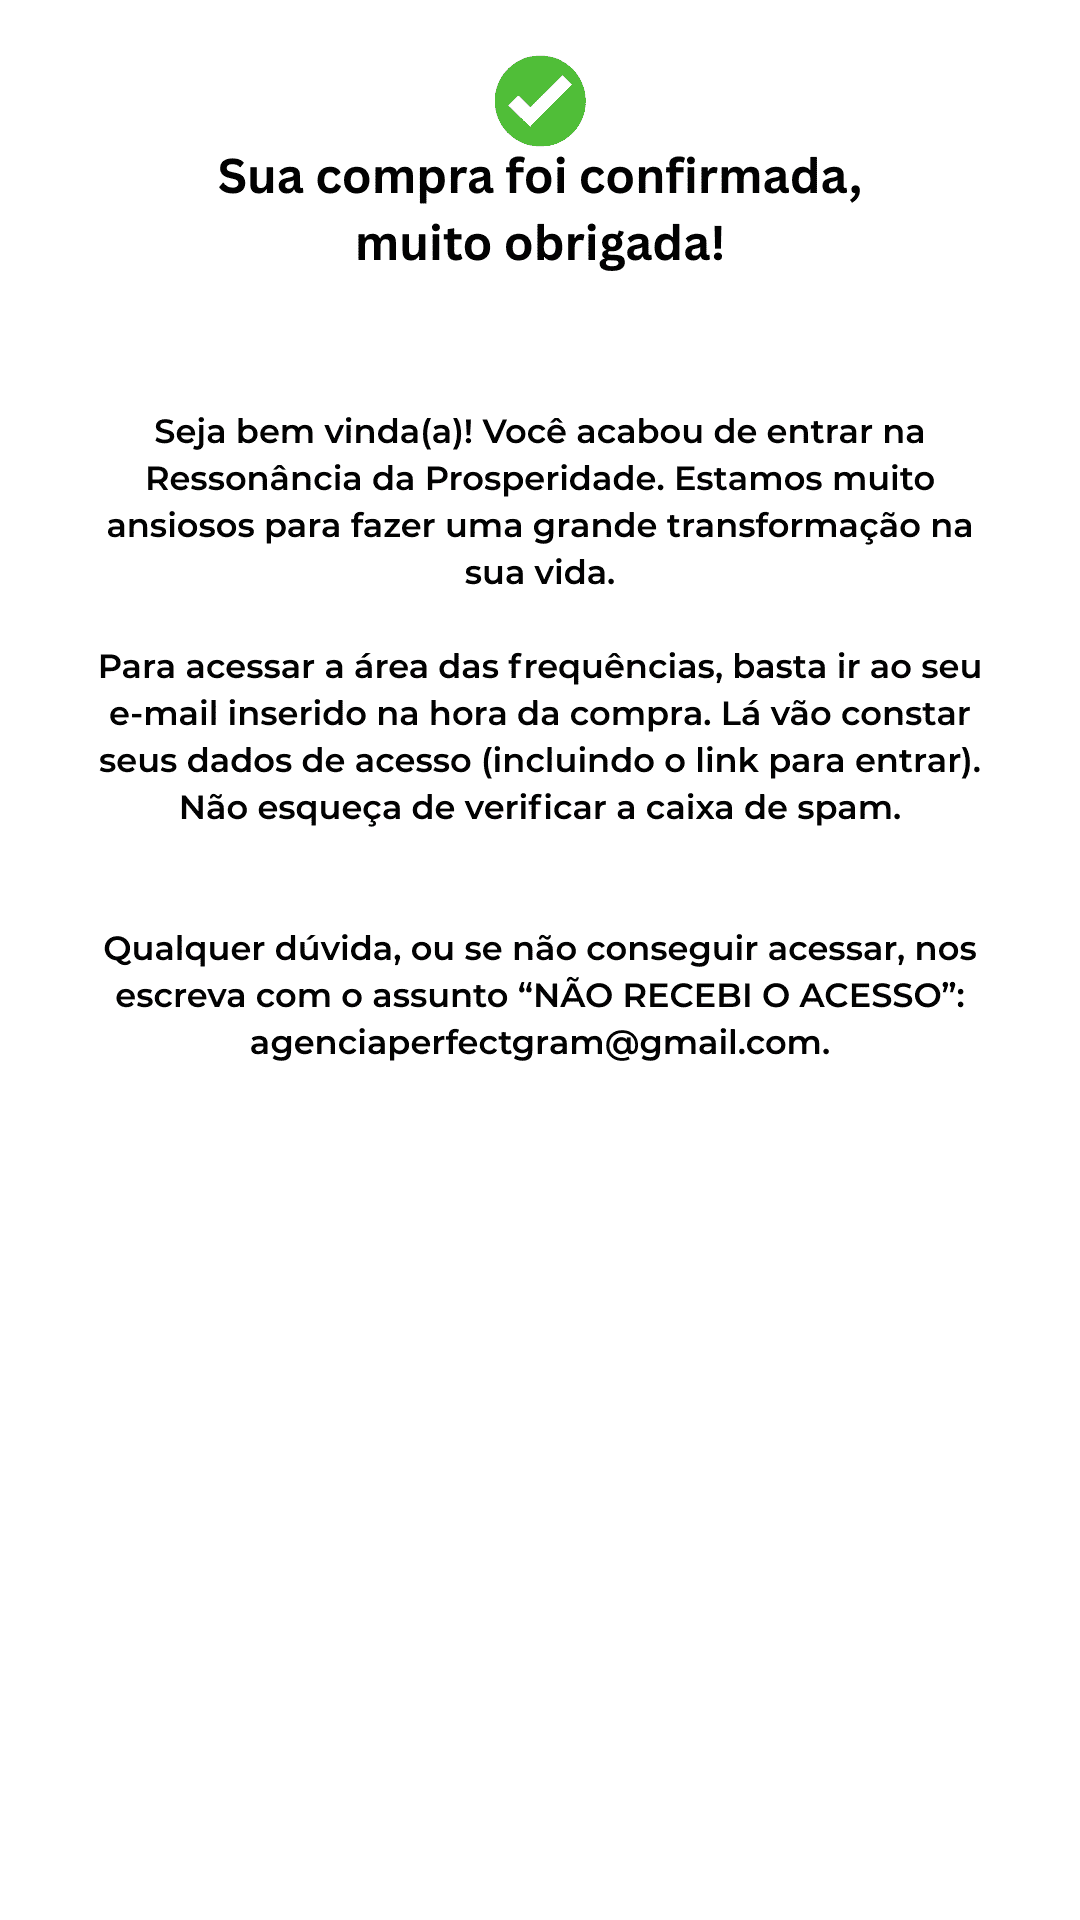 Sua compra foi confirmada,
muito obrigada!
Seja bem vinda(a)! Você acabou de entrar na
Ressonância da Prosperidade. Estamos muito
ansiosos para fazer uma grande transformação na
sua vida.
Para acessar a área das frequências, basta ir ao seu
e-mail inserido na hora da compra. Lá vão constar
seus dados de acesso (incluindo o link para entrar).
Não esqueça de verificar a caixa de spam.
Qualquer dúvida, ou se não conseguir acessar, nos
escreva com o assunto “NÃO RECEBI O ACESSO”:
agenciaperfectgram@gmail.com.